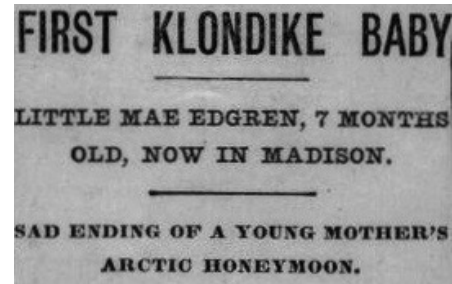 FIRST KLONDIKE BABY
LITTLE MAE EDGREN, 7 MONTHS
OLD, NOW IN MADISON.
SAD ENDING OF A YOUNG MOTHER'S
ARCTIC HONEYMOON.